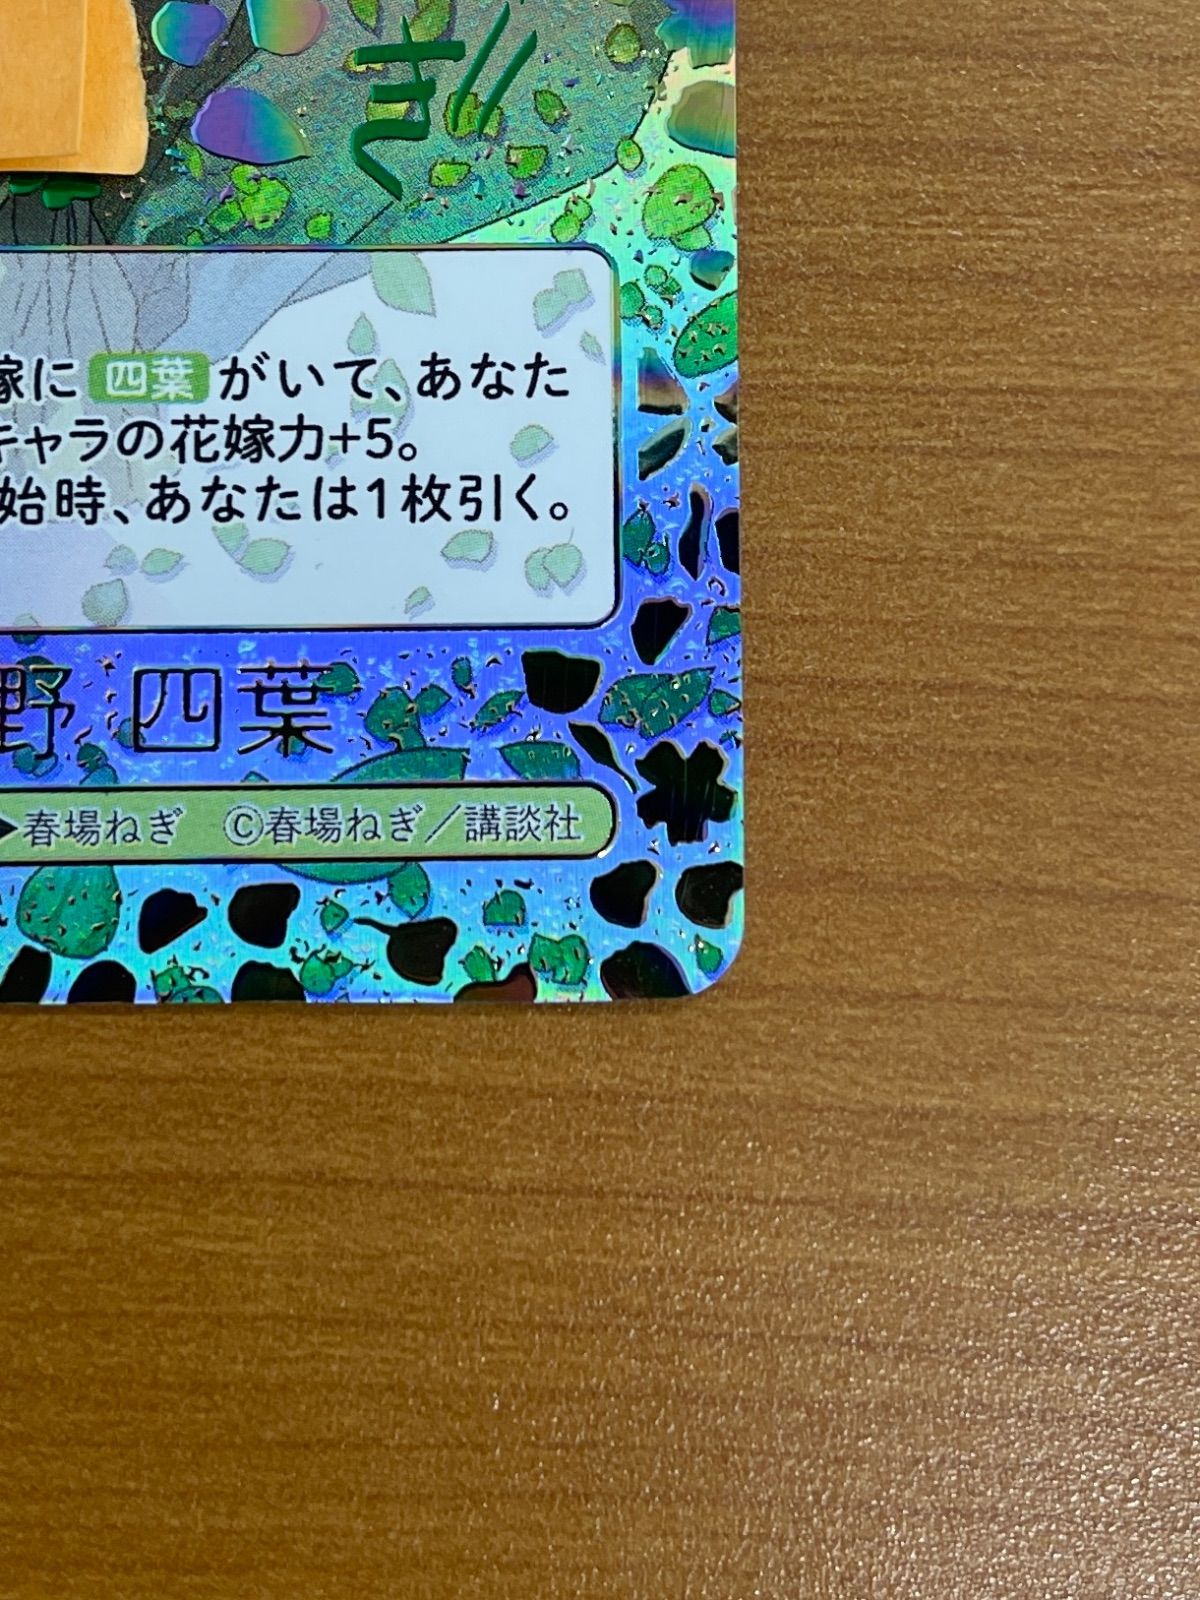 ぎ
嫁に 四葉 がいて、あなた
キャラの花嫁力+5。
始時、あなたは1枚引く。
野 四葉
▶春場ねぎ ©春場ねぎ／講談社